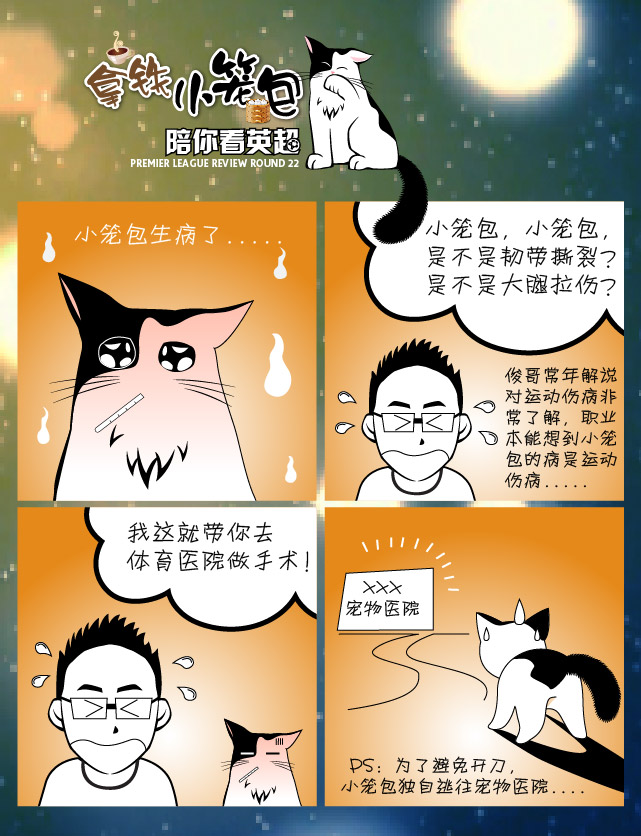 拿铁小笼包
陪你看英超
PREMIER LEAGUE REVIEW ROUND 22
小笼包生病了.....
小笼包，小笼包，
是不是韧带撕裂？
是不是大腿拉伤？
俊哥常年解说
对运动伤病非
常了解，职业
本能想到小笼
包的病是运动
伤病.....
我这就带你去
体育医院做手术！
XXX
宠物医院
PS：为了避免开刀，
小笼包独自逃往宠物医院....